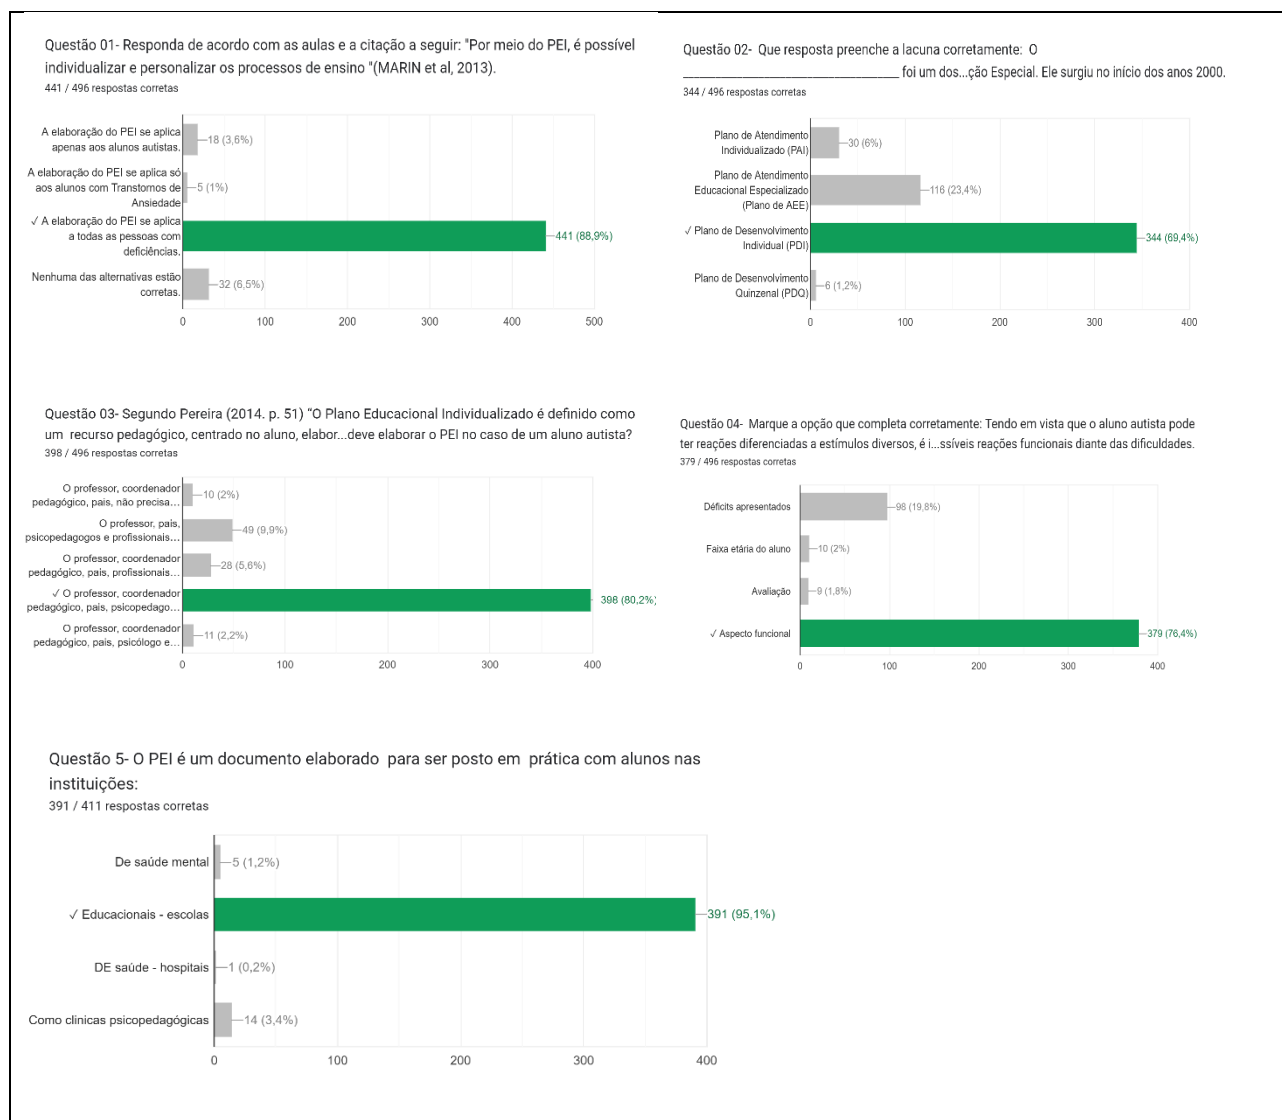 Questão 01- Responda de acordo com as aulas e a citação a seguir: "Por meio do PEI, é possível
individualizar e personalizar os processos de ensino "(MARIN et al, 2013).
441 / 496 respostas corretas
A elaboração do PEI se aplica
apenas aos alunos autistas.
18 (3,6%)
A elaboração do PEI se aplica só
aos alunos com Transtornos de
Ansiedade
5 (1%)
✓ A elaboração do PEI se aplica
a todas as pessoas com
deficiências.
441 (88,9%)
Nenhuma das alternativas estão
corretas.
32 (6,5%)
0 100 200 300 400 500
Questão 02- Que resposta preenche a lacuna corretamente: O
__________________________________ foi um dos...ção Especial. Ele surgiu no início dos anos 2000.
344 / 496 respostas corretas
Plano de Atendimento
Individualizado (PAI)
30 (6%)
Plano de Atendimento
Educacional Especializado
(Plano de AEE)
116 (23,4%)
✓ Plano de Desenvolvimento
Individual (PDI)
344 (69,4%)
Plano de Desenvolvimento
Quinzenal (PDQ)
6 (1,2%)
0 100 200 300 400
Questão 03- Segundo Pereira (2014. p. 51) “O Plano Educacional Individualizado é definido como
um recurso pedagógico, centrado no aluno, elabor...deve elaborar o PEI no caso de um aluno autista?
398 / 496 respostas corretas
O professor, coordenador
pedagógico, pais, não precisa…
10 (2%)
O professor, pais,
psicopedagogos e profissionais…
49 (9,9%)
O professor, coordenador
pedagógico, pais, profissionais…
28 (5,6%)
✓ O professor, coordenador
pedagógico, pais, psicopedago…
398 (80,2%)
O professor, coordenador
pedagógico, pais, psicólogo e…
11 (2,2%)
0 100 200 300 400
Questão 04- Marque a opção que completa corretamente: Tendo em vista que o aluno autista pode
ter reações diferenciadas a estímulos diversos, é i...ssíveis reações funcionais diante das dificuldades.
379 / 496 respostas corretas
Déficits apresentados
98 (19,8%)
Faixa etária do aluno
10 (2%)
Avaliação
9 (1,8%)
✓ Aspecto funcional
379 (76,4%)
0 100 200 300 400
Questão 5- O PEI é um documento elaborado para ser posto em prática com alunos nas
instituições:
391 / 411 respostas corretas
De saúde mental
5 (1,2%)
✓ Educacionais - escolas
391 (95,1%)
DE saúde - hospitais
1 (0,2%)
Como clinicas psicopedagógicas
14 (3,4%)
0 100 200 300 400